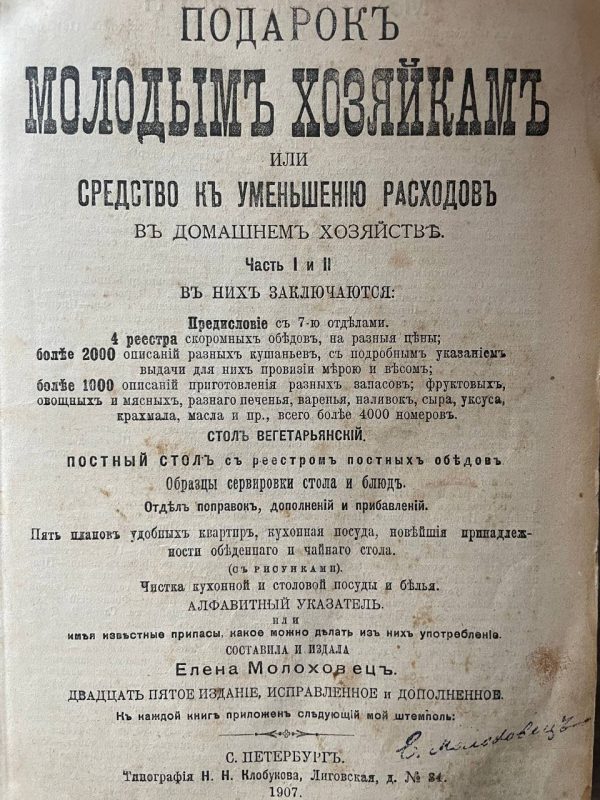 ПОДАРОКЪ
МОЛОДЫМЪ ХОЗЯЙКАМЪ
ИЛИ
СРЕДСТВО КЪ УМЕНЬШЕНІЮ РАСХОДОВЪ
ВЪ ДОМАШНЕМЪ ХОЗЯЙСТВѢ.
Часть I и II
ВЪ НИХЪ ЗАКЛЮЧАЮТСЯ:
Предисловіе съ 7-ю отдѣлами.
4 реестра скоромныхъ обѣдовъ, на разныя цѣны;
болѣе 2000 описаній разныхъ кушаньевъ, съ подробнымъ указаніемъ
выдачи для нихъ провизіи мѣрою и вѣсомъ;
болѣе 1000 описаній приготовленія разныхъ запасовъ; фруктовыхъ,
овощныхъ и мясныхъ, разнаго печенья, варенья, наливокъ, сыра, уксуса,
крахмала, масла и пр., всего болѣе 4000 номеровъ.
СТОЛЪ ВЕГЕТАРЬЯНСКІЙ.
ПОСТНЫЙ СТОЛЪ съ реестромъ постныхъ обѣдовъ
Образцы сервировки стола и блюдъ.
Отдѣлъ поправокъ, дополненій и прибавленій.
Пять плановъ удобныхъ квартиръ, кухонная посуда, новѣйшія принадлеж-
ности обѣденнаго и чайнаго стола.
(СЪ РИСУНКАМИ).
Чистка кухонной и столовой посуды и бѣлья.
АЛФАВИТНЫЙ УКАЗАТЕЛЬ.
ИЛИ
имѣя извѣстные припасы, какое можно дѣлать изъ нихъ употребленіе.
СОСТАВИЛА И ИЗДАЛА
Елена Молоховецъ.
ДВАДЦАТЬ ПЯТОЕ ИЗДАНІЕ, ИСПРАВЛЕННОЕ и ДОПОЛНЕННОЕ.
Къ каждой книгѣ приложенъ слѣдующій мой штемпель:
Е. Молоховецъ
С. ПЕТЕРБУРГЪ.
Типографія Н. Н. Клобукова, Лиговская, д. № 34.
1907.